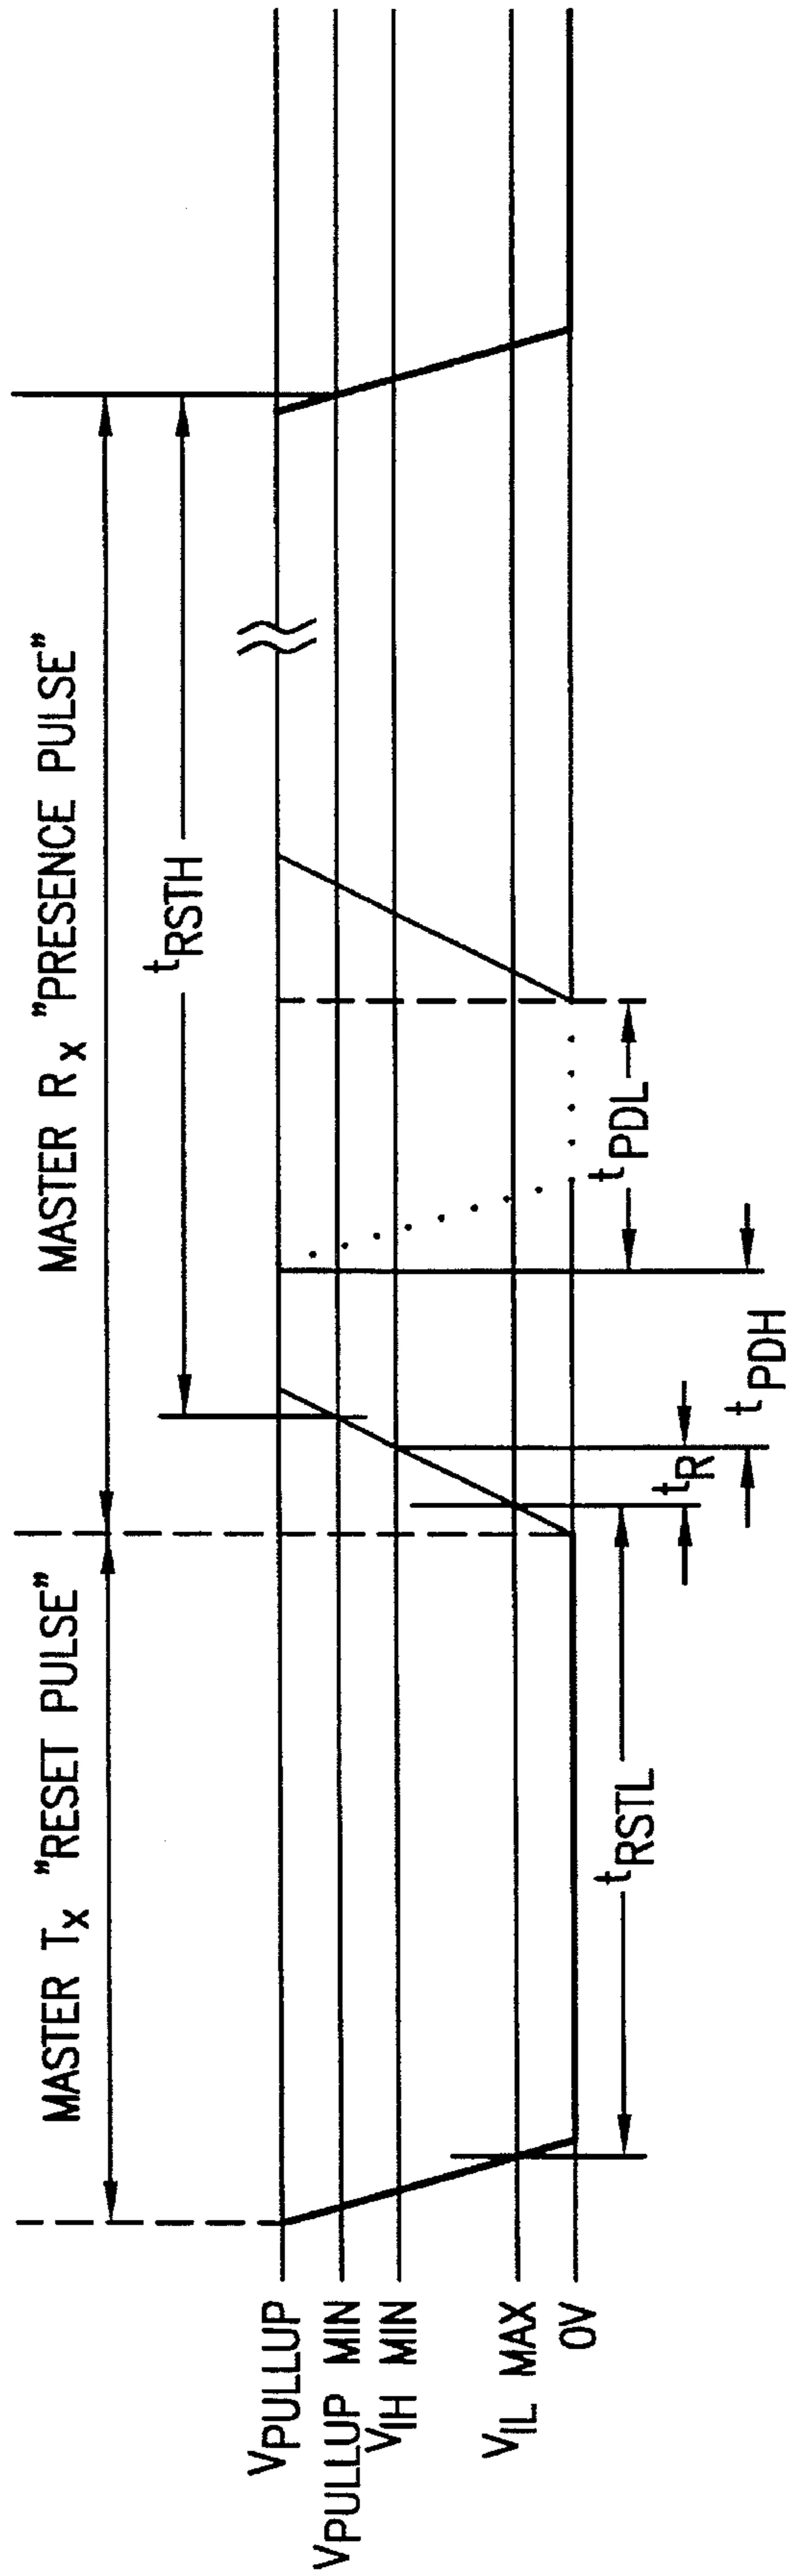 MASTER Tx "RESET PULSE"
MASTER Rx "PRESENCE PULSE"
tRSTH
VPULLUP
VPULLUP MIN
VIH MIN
VIL MAX
0V
tRSTL
tR
tPDH
tPDL